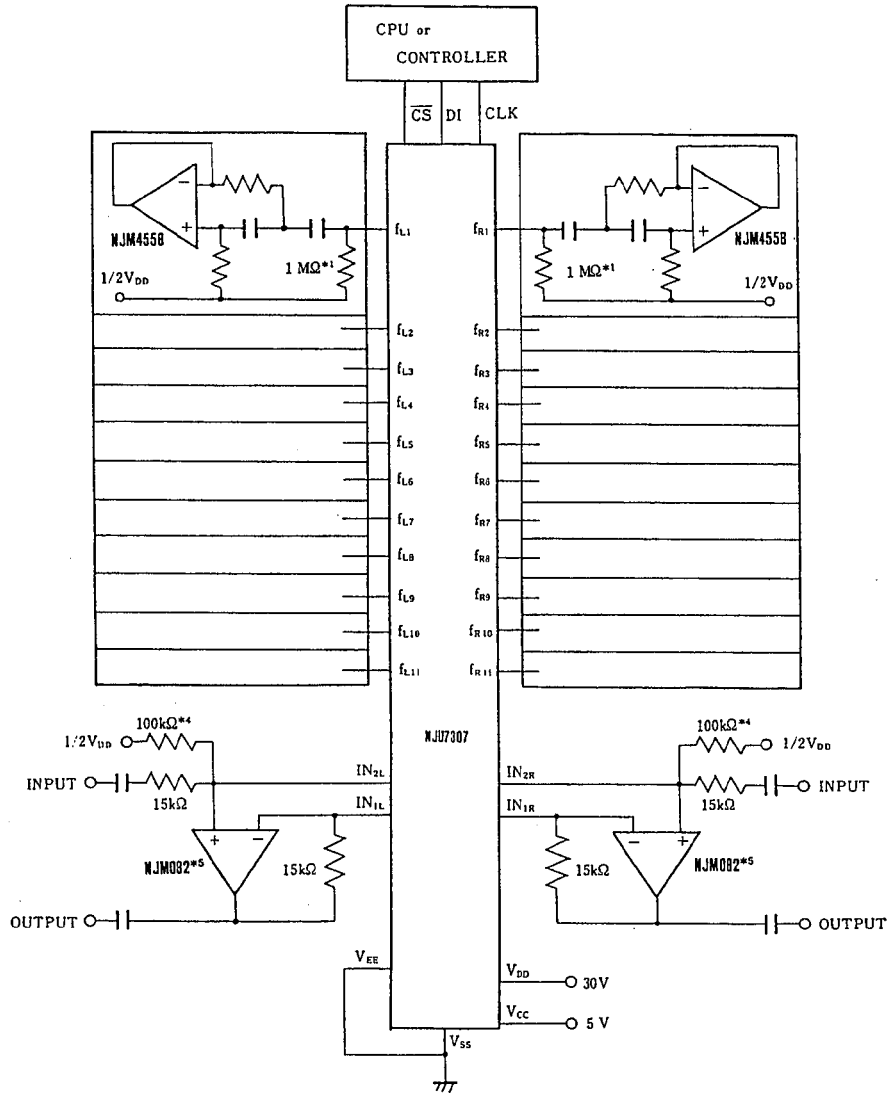 CPU or
CONTROLLER
CS DI CLK
NJM4558
1 MΩ*1
1/2VDD
fL1
fR1
NJM4558
1 MΩ*1
1/2VDD
fL2
fR2
fL3
fR3
fL4
fR4
fL5
fR5
fL6
fR6
fL7
fR7
fL8
fR8
fL9
fR9
fL10
fR10
fL11
fR11
NJU7307
100kΩ*4
1/2VDD
INPUT
15kΩ
IN2L
IN1L
NJM082*5
15kΩ
OUTPUT
100kΩ*4
1/2VDD
IN2R
INPUT
15kΩ
IN1R
15kΩ
NJM082*5
OUTPUT
VEE
VDD
30V
VCC
5 V
VSS